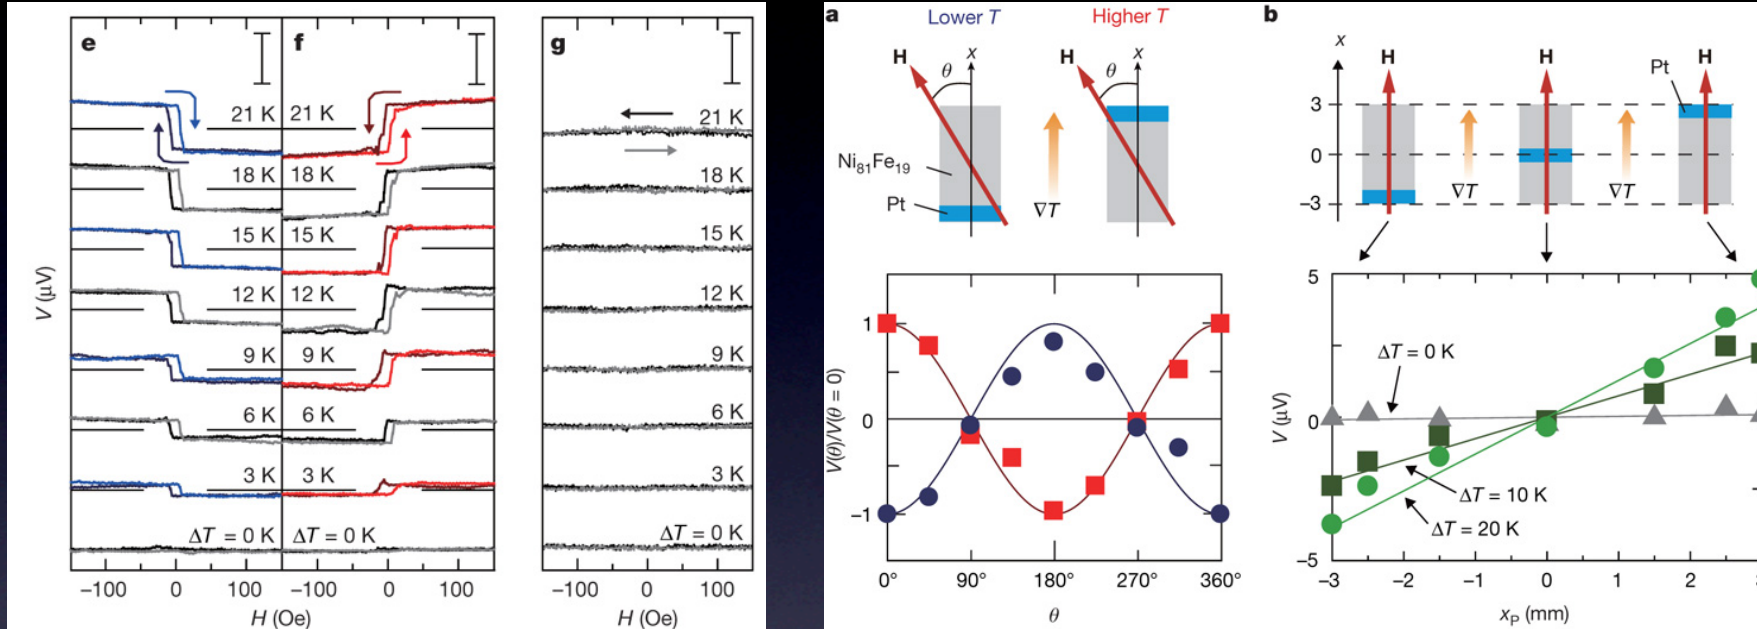 e
f
g
21 K
21 K
21 K
18 K
18 K
18 K
15 K
15 K
15 K
12 K
12 K
12 K
9 K
9 K
9 K
6 K
6 K
6 K
3 K
3 K
3 K
ΔT = 0 K
ΔT = 0 K
ΔT = 0 K
V (μV)
−100
0
100
0
100
−100
0
100
H (Oe)
H (Oe)
a
Lower T
Higher T
H
θ
x
H
θ
x
Ni81Fe19
Pt
∇T
V(θ)/V(θ = 0)
1
0
−1
0°
90°
180°
270°
360°
θ
b
x
H
H
H
Pt
3
0
−3
∇T
∇T
V (μV)
5
0
−5
ΔT = 0 K
ΔT = 10 K
ΔT = 20 K
−3
−2
−1
0
1
2
xP (mm)